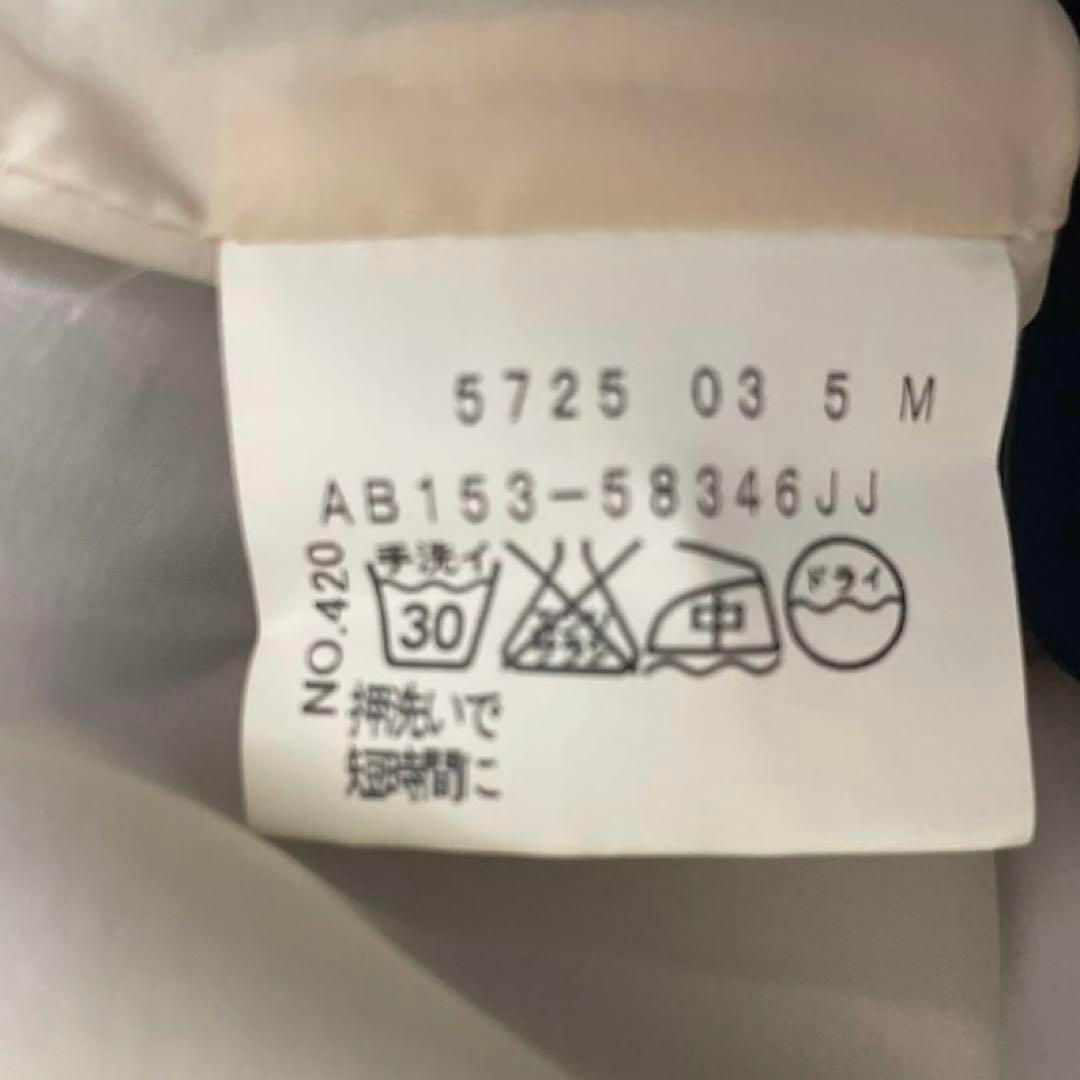 5725 03 5 M
AB153-58346JJ
NO.420
手洗イ
30
中
ドライ
押洗いで
短時間に